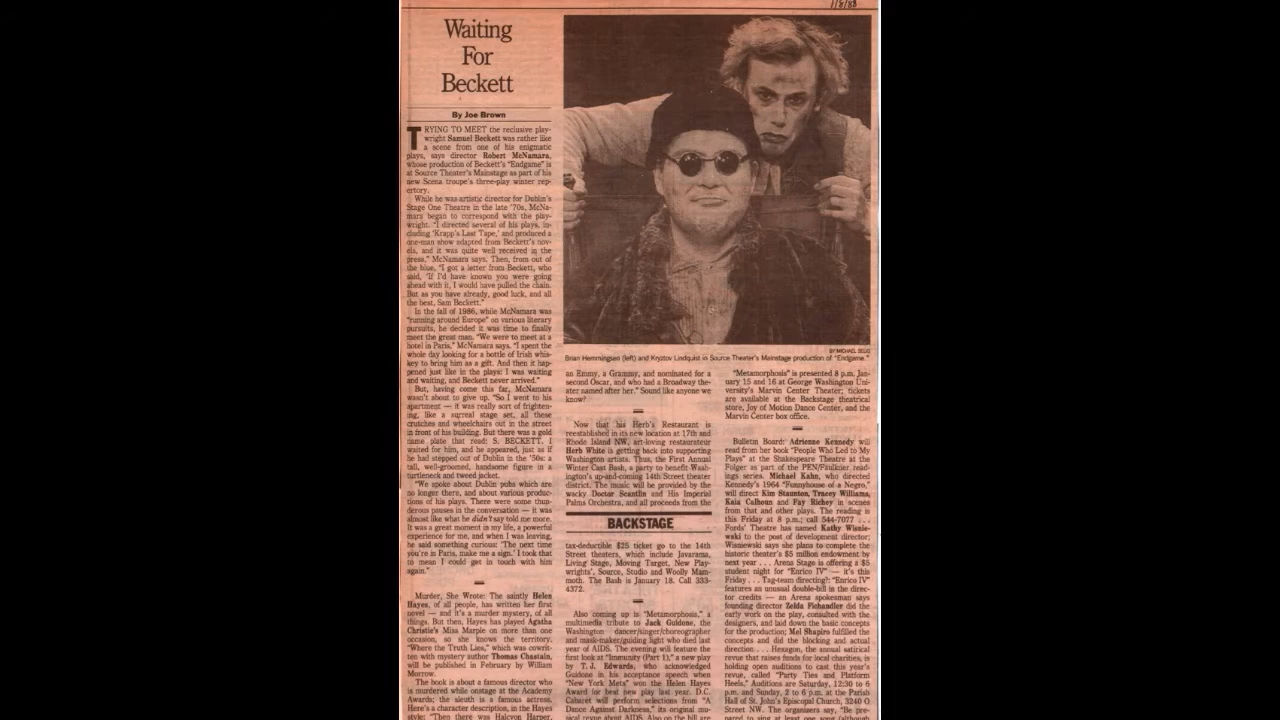 1/8/88
Waiting
For
Beckett
By Joe Brown
TRYING TO MEET the reclusive play-
wright Samuel Beckett was rather like
a scene from one of his enigmatic
plays, says director Robert McNamara,
whose production of Beckett's "Endgame" is
at Source Theater's Mainstage as part of his
new Scena troupe's three-play winter rep-
ertory.
While he was artistic director for Dublin's
Stage One Theatre in the late '70s, McNa-
mara began to correspond with the play-
wright. "I directed several of his plays, in-
cluding 'Krapp's Last Tape,' and produced a
one-man show adapted from Beckett's nov-
els, and it was quite well received in the
press," McNamara says. Then, from out of
the blue, "I got a letter from Beckett, who
said, 'If I'd have known you were going
ahead with it, I would have pulled the chain.
But as you have already, good luck, and all
the best, Sam Beckett.'"
In the fall of 1986, while McNamara was
"running around Europe" on various literary
pursuits, he decided it was time to finally
meet the great man. "We were to meet at a
hotel in Paris," McNamara says. "I spent the
whole day looking for a bottle of Irish whis-
key to bring him as a gift. And then it hap-
pened just like in the plays: I was waiting
and waiting, and Beckett never arrived."
But, having come this far, McNamara
wasn't about to give up. "So I went to his
apartment — it was really sort of frighten-
ing, like a surreal stage set, all these
crutches and wheelchairs out in the street
in front of his building. But there was a gold
name plate that read: S. BECKETT. I
waited for him, and he appeared, just as if
he had stepped out of Dublin in the '50s: a
tall, well-groomed, handsome figure in a
turtleneck and tweed jacket.
"We spoke about Dublin pubs which are
no longer there, and about various produc-
tions of his plays. There were some thun-
derous pauses in the conversation — it was
almost like what he didn't say told me more.
It was a great moment in my life, a powerful
experience for me, and when I was leaving,
he said something curious: 'The next time
you're in Paris, make me a sign.' I took that
to mean I could get in touch with him
again."
Murder, She Wrote: The saintly Helen
Hayes, of all people, has written her first
novel — and it's a murder mystery, of all
things. But then, Hayes has played Agatha
Christie's Miss Marple on more than one
occasion, so she knows the territory.
"Where the Truth Lies," which was cowrit-
ten with mystery author Thomas Chastain,
will be published in February by William
Morrow.
The book is about a famous director who
is murdered while onstage at the Academy
Awards; the sleuth is a famous actress.
Here's a character description, in the Hayes
style: "Then there was Halcyon Harper,
BY MICHAEL
Brian Hemmingsen (left) and Kryztov Lindquist in Source Theater's Mainstage production of "Endgame."
an Emmy, a Grammy, and nominated for a
second Oscar, and who had a Broadway the-
ater named after her." Sound like anyone we
know?
Now that his Herb's Restaurant is
reestablished in its new location at 17th and
Rhode Island NW, art-loving restaurateur
Herb White is getting back into supporting
Washington artists. Thus, the First Annual
Winter Cast Bash, a party to benefit Wash-
ington's up-and-coming 14th Street theater
district. The music will be provided by the
wacky Doctor Scantlin and His Imperial
Palms Orchestra, and all proceeds from the
BACKSTAGE
tax-deductible $25 ticket go to the 14th
Street theaters, which include Javarama,
Living Stage, Moving Target, New Play-
wrights', Source, Studio and Woolly Mam-
moth. The Bash is January 18. Call 333-
4372.
Also coming up is "Metamorphosis," a
multimedia tribute to Jack Guidone, the
Washington dancer/singer/choreographer
and mask-maker/guiding light who died last
year of AIDS. The evening will feature the
first look at "Immunity (Part 1)," a new play
by T.J. Edwards, who acknowledged
Guidone in his acceptance speech when
"New York Mets" won the Helen Hayes
Award for best new play last year. D.C.
Cabaret will perform selections from "A
Dance Against Darkness," its original mu-
sical revue about AIDS. Also on the bill are
"Metamorphosis" is presented 8 p.m. Jan-
uary 15 and 16 at George Washington Uni-
versity's Marvin Center Theater; tickets
are available at the Backstage theatrical
store, Joy of Motion Dance Center, and the
Marvin Center box office.
Bulletin Board: Adrienne Kennedy will
read from her book "People Who Led to My
Plays" at the Shakespeare Theatre at the
Folger as part of the PEN/Faulkner read-
ings series. Michael Kahn, who directed
Kennedy's 1964 "Funnyhouse of a Negro,"
will direct Kim Staunton, Tracey Williams,
Kaia Calhoun and Fay Richey in scenes
from that and other plays. The reading is
this Friday at 8 p.m.; call 544-7077 . . .
Fords' Theatre has named Kathy Wisnie-
wski to the post of development director;
Wisniewski says she plans to complete the
historic theater's $5 million endowment by
next year . . . Arena Stage is offering a $5
student night for "Enrico IV" — it's this
Friday . . . Tag-team directing?: "Enrico IV"
features an unusual double-bill in the direc-
tor credits — an Arena spokesman says
founding director Zelda Fichandler did the
early work on the play, consulted with the
designers, and laid down the basic concepts
for the production; Mel Shapiro fulfilled the
concepts and did the blocking and actual
direction . . . Hexagon, the annual satirical
revue that raises funds for local charities, is
holding open auditions to cast this year's
revue, called "Party Ties and Platform
Heels." Auditions are Saturday, 12:30 to 6
p.m. and Sunday, 2 to 6 p.m. at the Parish
Hall of St. John's Episcopal Church, 3240 O
Street NW. The organizers say, "Be pre-
pared to sing at least one song (although